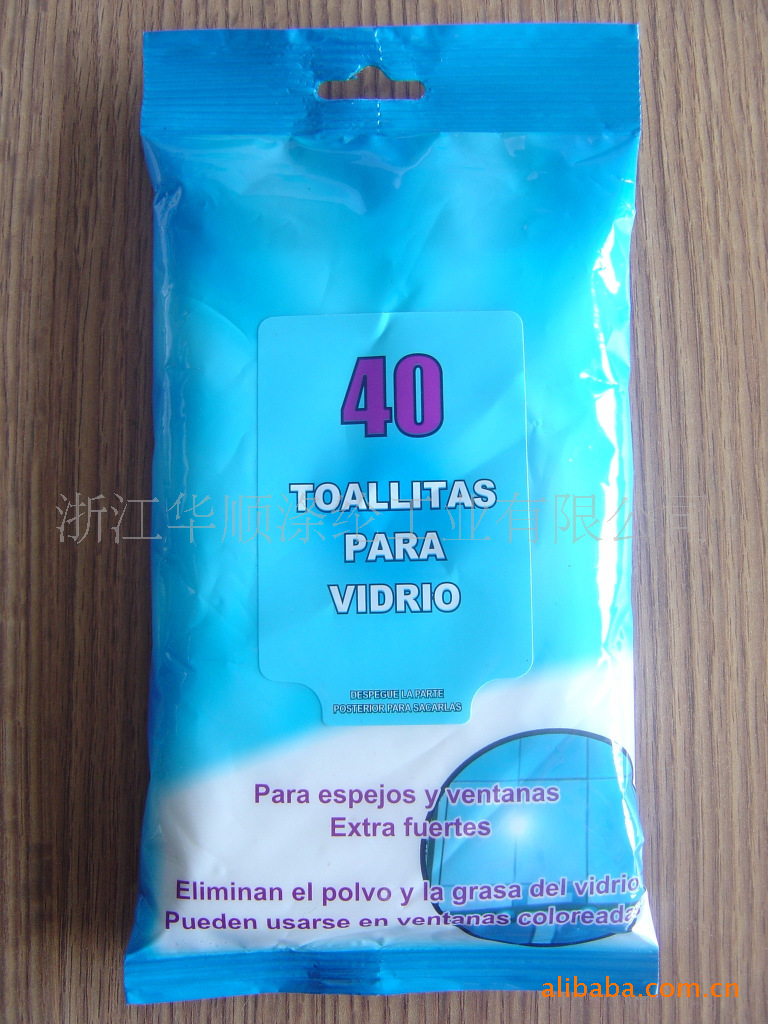 40
TOALLITAS
PARA
VIDRIO
浙江华顺涤纶工业有限公司
DESPEGUE LA PARTE
POSTERIOR PARA SACARLAS
Para espejos y ventanas
Extra fuertes
Eliminan el polvo y la grasa del vidrio
Pueden usarse en ventanas coloreadas
alibaba.com.cn